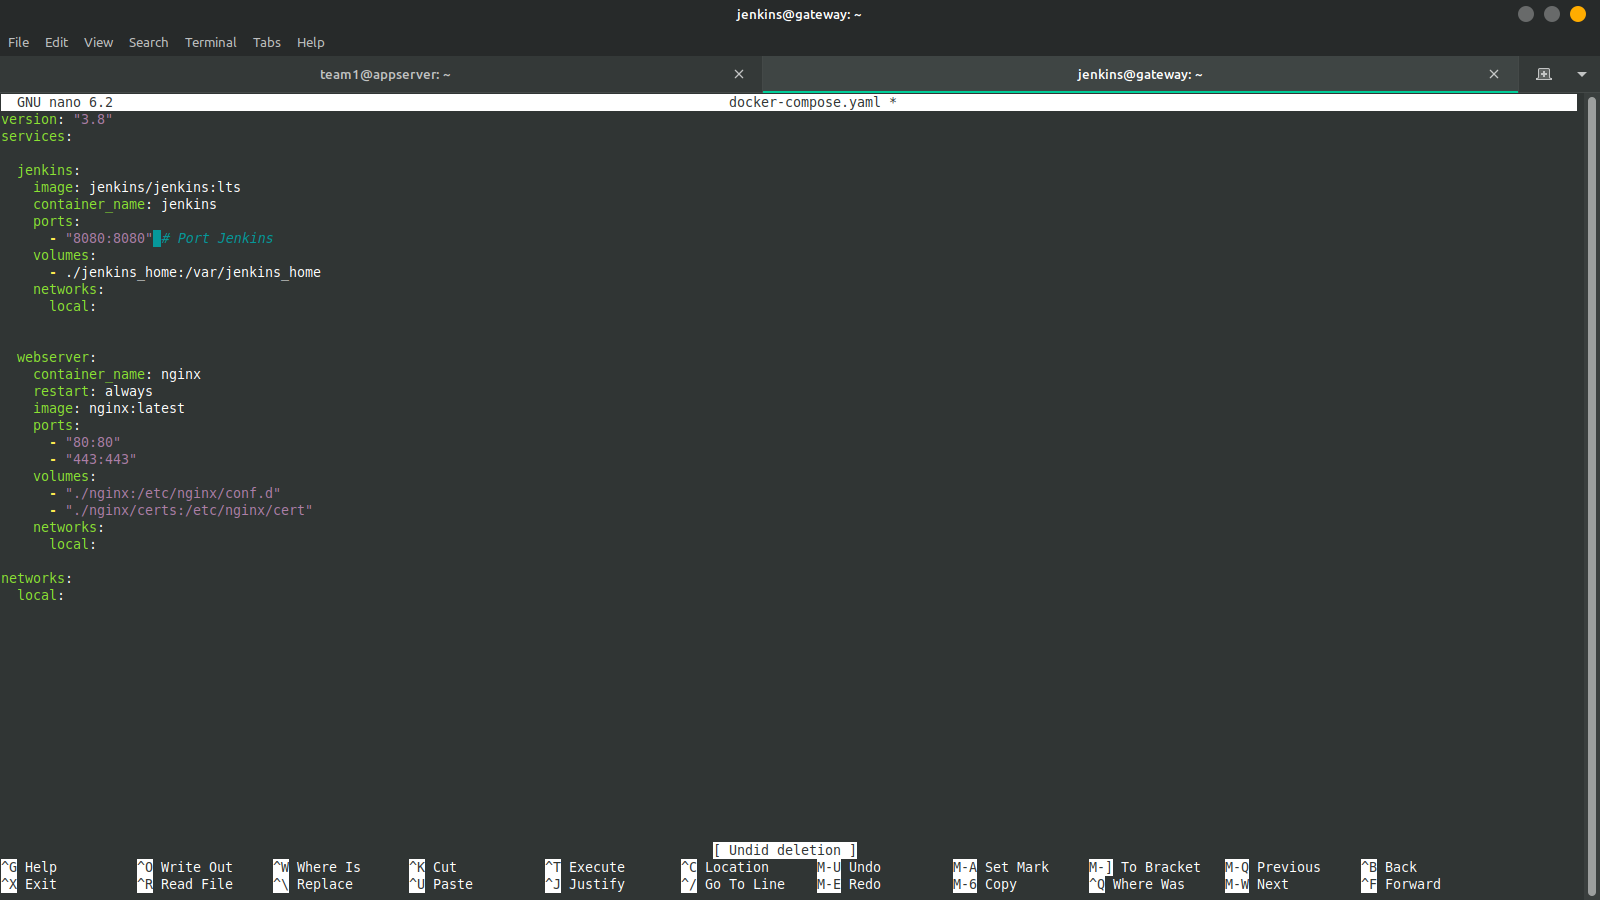 jenkins@gateway: ~
File Edit View Search Terminal Tabs Help
team1@appserver: ~ × jenkins@gateway: ~ ×
GNU nano 6.2 docker-compose.yaml *
version: "3.8"
services:
  jenkins:
    image: jenkins/jenkins:lts
    container_name: jenkins
    ports:
      - "8080:8080" # Port Jenkins
    volumes:
      - ./jenkins_home:/var/jenkins_home
    networks:
      local:
  webserver:
    container_name: nginx
    restart: always
    image: nginx:latest
    ports:
      - "80:80"
      - "443:443"
    volumes:
      - "./nginx:/etc/nginx/conf.d"
      - "./nginx/certs:/etc/nginx/cert"
    networks:
      local:
networks:
  local:
[ Undid deletion ]
^G Help ^O Write Out ^W Where Is ^K Cut ^T Execute ^C Location M-U Undo M-A Set Mark M-] To Bracket M-Q Previous ^B Back
^X Exit ^R Read File ^\ Replace ^U Paste ^J Justify ^/ Go To Line M-E Redo M-6 Copy ^Q Where Was M-W Next ^F Forward